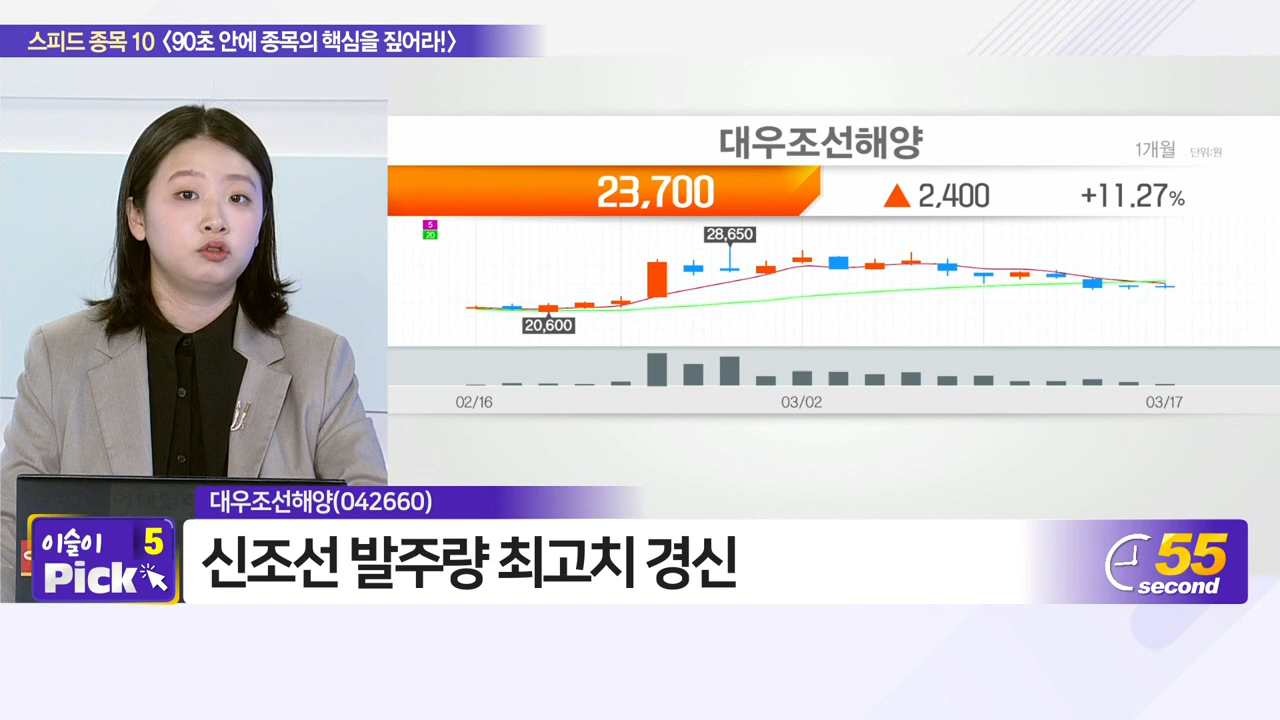 스피드 종목 10 <90초 안에 종목의 핵심을 짚어라!>
대우조선해양
1개월 단위:원
23,700 ▲ 2,400 +11.27%
5
20
28,650
20,600
02/16 03/02 03/17
대우조선해양(042660)
이슬이 5
Pick
신조선 발주량 최고치 경신
55
second